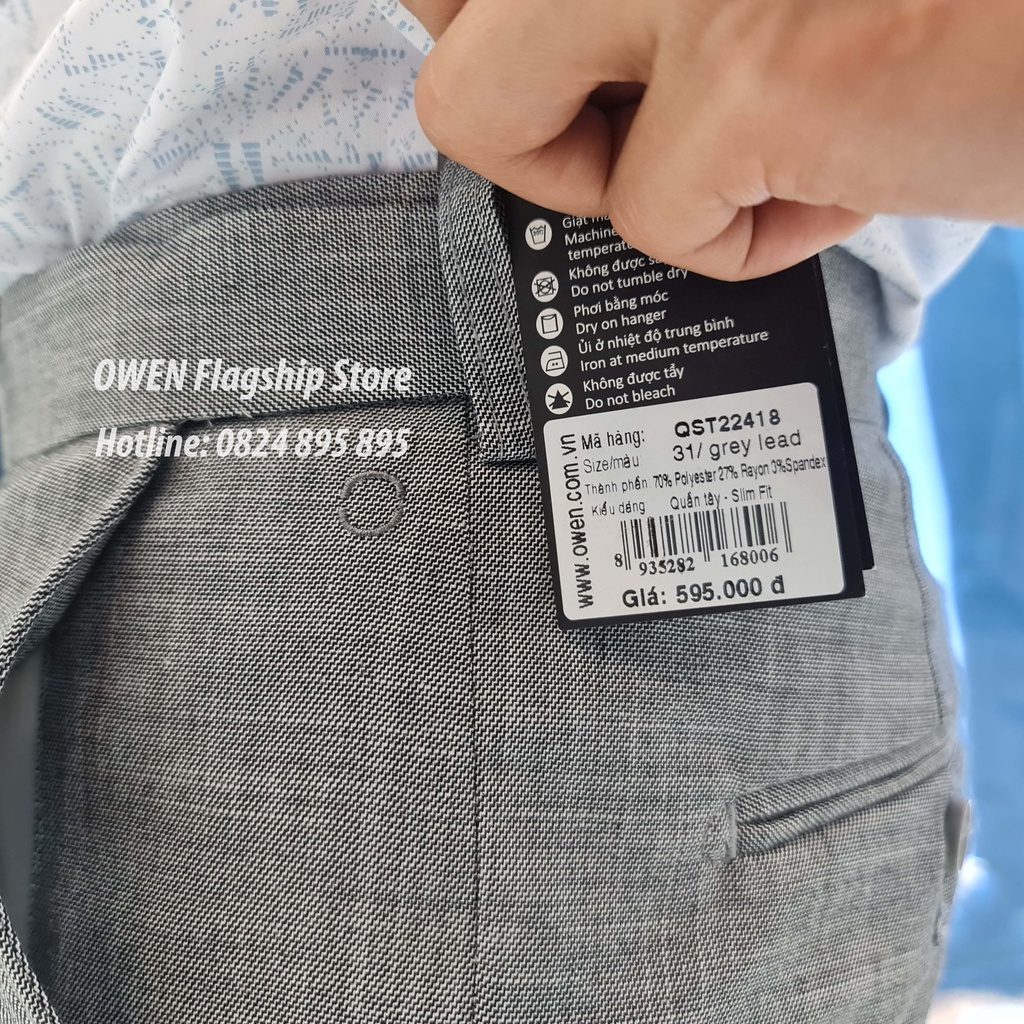 Giặt
Machine
Không được
Do not tumble dry
Phơi bằng móc
Dry on hanger
Ủi ở nhiệt độ trung bình
Iron at medium temperature
Không được tẩy
Do not bleach
OWEN Flagship Store
Hotline: 0824 895 895
www.owen.com.vn
Mã hàng: QST22418
Size/màu 31/ grey lead
Thành phần 70% Polyester 27% Rayon 3%Spandex
Kiểu dáng Quần tây - Slim Fit
8 935282 168006
Giá: 595.000 đ